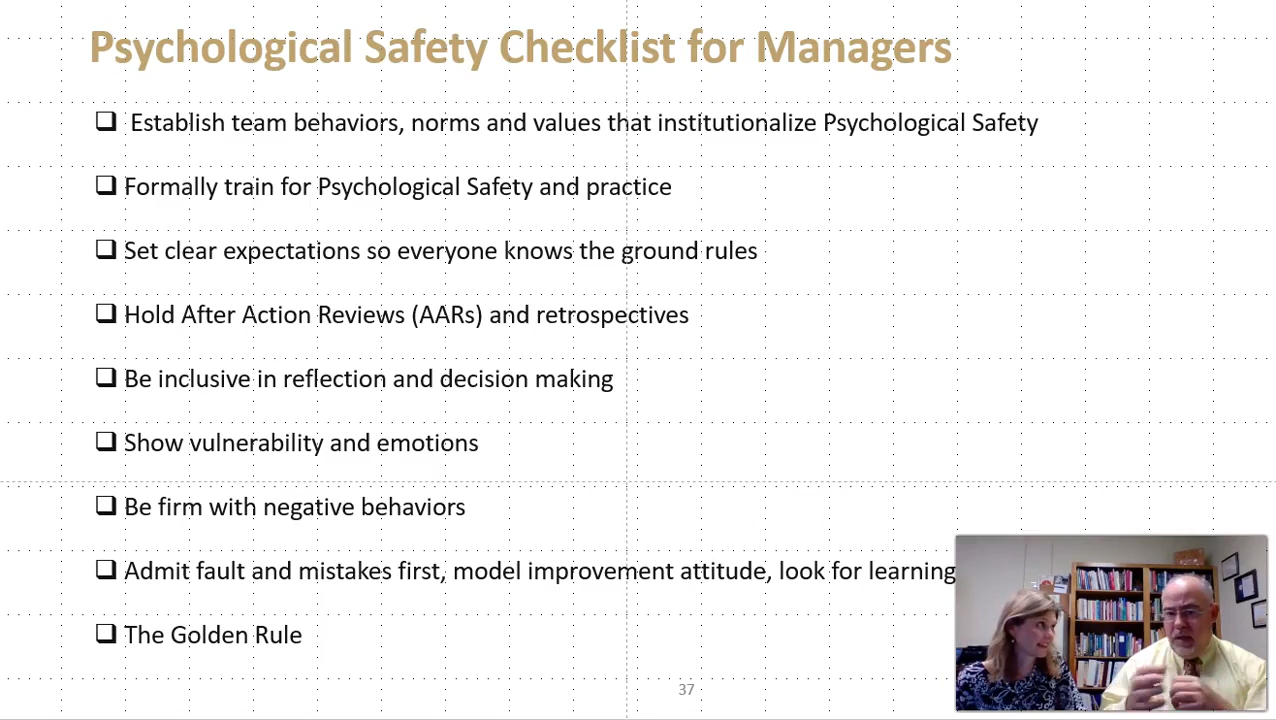 Psychological Safety Checklist for Managers
❑ Establish team behaviors, norms and values that institutionalize Psychological Safety
❑ Formally train for Psychological Safety and practice
❑ Set clear expectations so everyone knows the ground rules
❑ Hold After Action Reviews (AARs) and retrospectives
❑ Be inclusive in reflection and decision making
❑ Show vulnerability and emotions
❑ Be firm with negative behaviors
❑ Admit fault and mistakes first, model improvement attitude, look for learning
❑ The Golden Rule
37